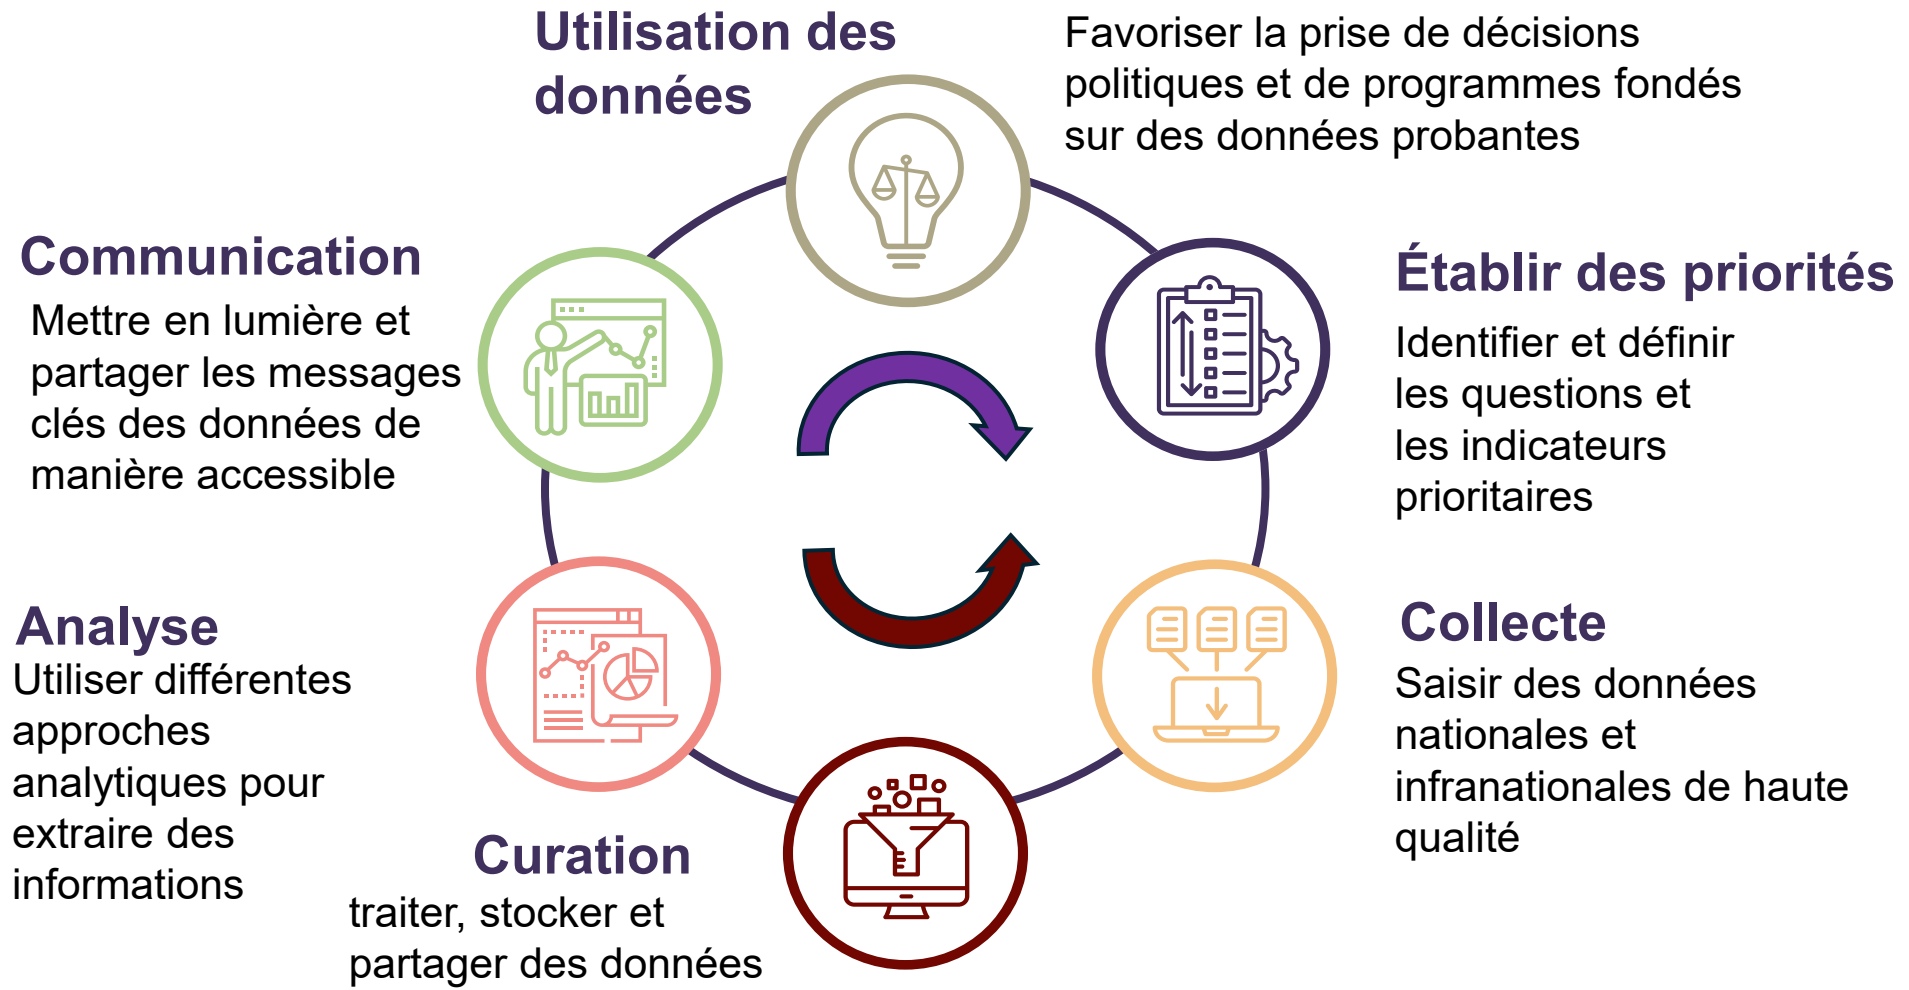 Utilisation des
données
Favoriser la prise de décisions
politiques et de programmes fondés
sur des données probantes
Établir des priorités
Identifier et définir
les questions et
les indicateurs
prioritaires
Collecte
Saisir des données
nationales et
infranationales de haute
qualité
Curation
traiter, stocker et
partager des données
Analyse
Utiliser différentes
approches
analytiques pour
extraire des
informations
Communication
Mettre en lumière et
partager les messages
clés des données de
manière accessible